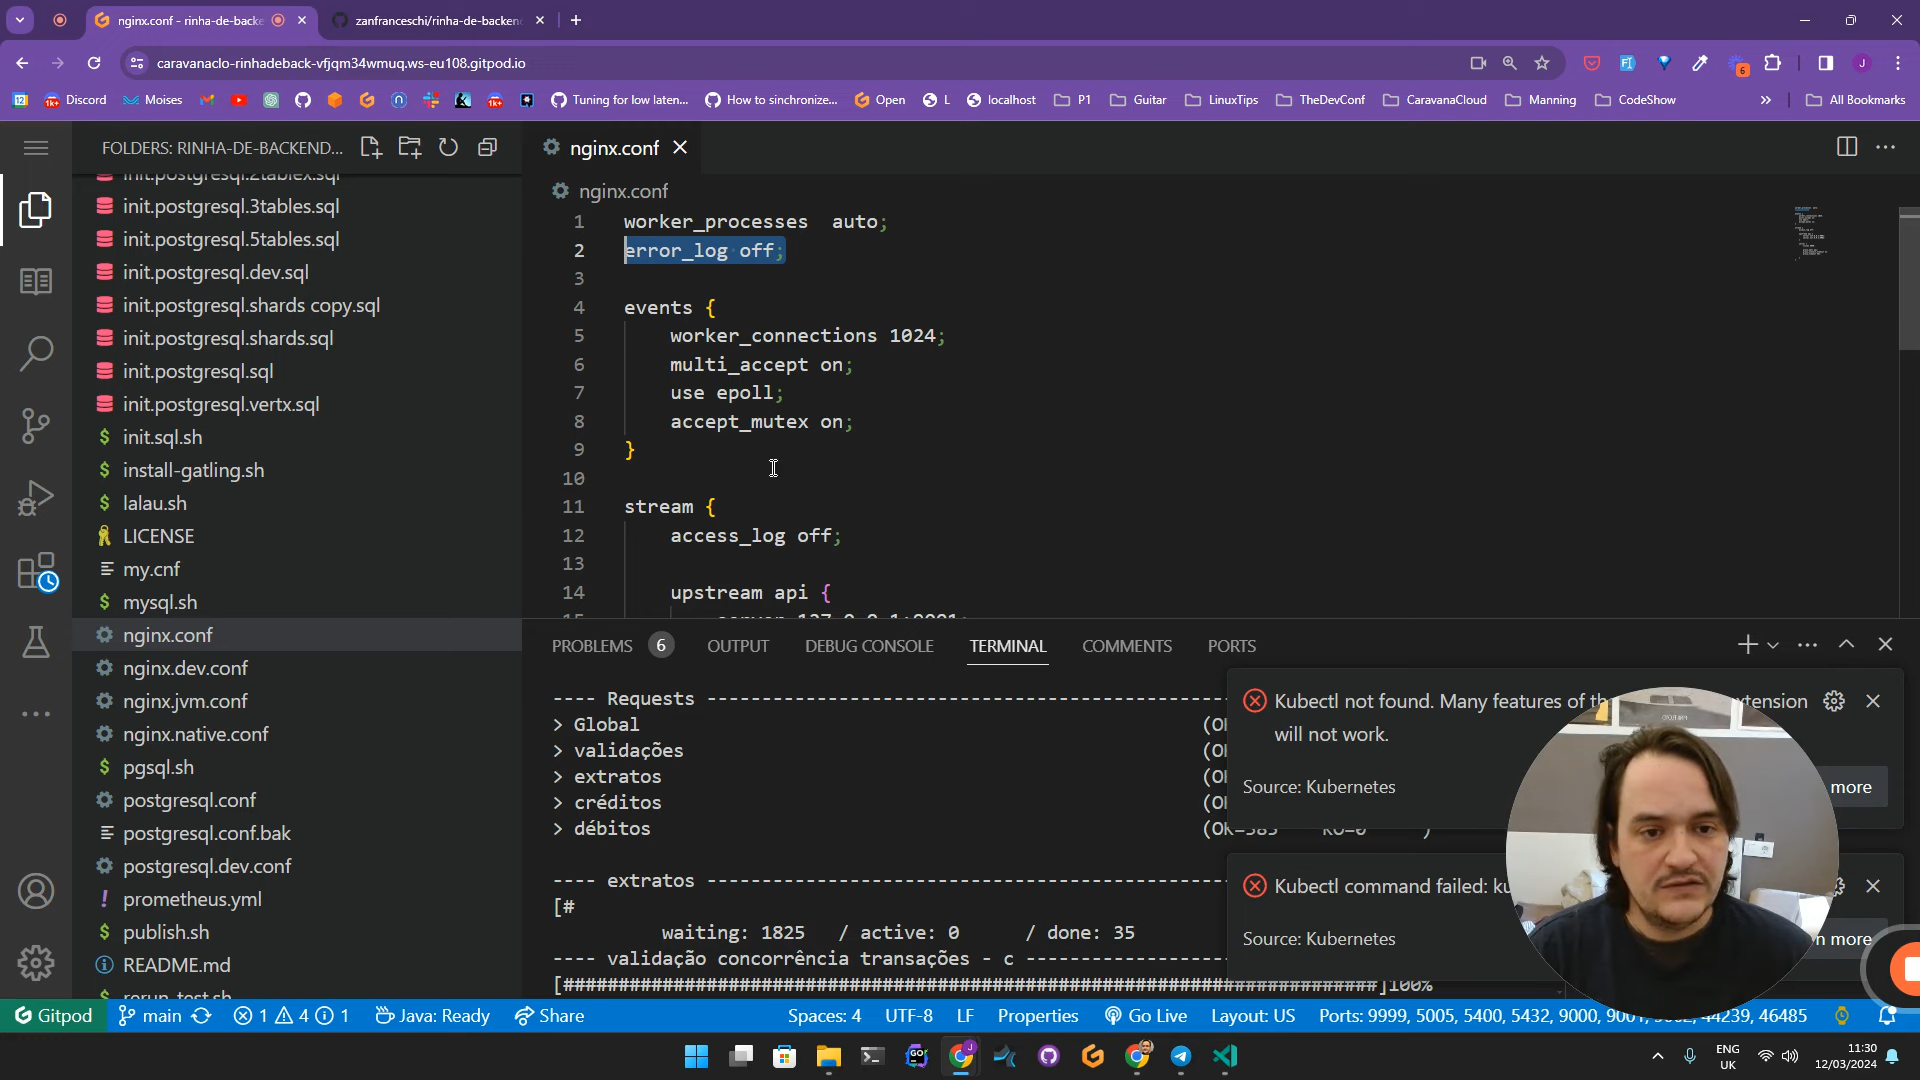 nginx.conf - rinha-de-backe
zanfranceschi/rinha-de-backen
caravanaclo-rinhadeback-vfjqm34wmuq.ws-eu108.gitpod.io
6
J
12
Discord
Moises
Tuning for low laten...
How to sinchronize...
Open
L
localhost
P1
Guitar
LinuxTips
TheDevConf
CaravanaCloud
Manning
CodeShow
All Bookmarks
FOLDERS: RINHA-DE-BACKEND...
init.postgresql.2tablex.sql
init.postgresql.3tables.sql
init.postgresql.5tables.sql
init.postgresql.dev.sql
init.postgresql.shards copy.sql
init.postgresql.shards.sql
init.postgresql.sql
init.postgresql.vertx.sql
init.sql.sh
install-gatling.sh
lalau.sh
LICENSE
my.cnf
mysql.sh
nginx.conf
nginx.dev.conf
nginx.jvm.conf
nginx.native.conf
pgsql.sh
postgresql.conf
postgresql.conf.bak
postgresql.dev.conf
prometheus.yml
publish.sh
README.md
rerun-test.sh
nginx.conf
nginx.conf
1 worker_processes  auto;
2 error_log off;
3
4 events {
5     worker_connections 1024;
6     multi_accept on;
7     use epoll;
8     accept_mutex on;
9 }
10
11 stream {
12     access_log off;
13
14     upstream api {
15         server 127.0.0.1:9001;
PROBLEMS 6 OUTPUT DEBUG CONSOLE TERMINAL COMMENTS PORTS
---- Requests ----
> Global (O
> validações (O
> extratos (O
> créditos (O
> débitos (OK=385 KO=0 )
---- extratos ----
[#
waiting: 1825 / active: 0 / done: 35
---- validação concorrência transações - c ----
[##########################################################################]100%
Kubectl not found. Many features of th tension
will not work.
Source: Kubernetes
more
Kubectl command failed: ku
Source: Kubernetes
n more
Gitpod main 1 4 1 Java: Ready Share Spaces: 4 UTF-8 LF Properties Go Live Layout: US Ports: 9999, 5005, 5400, 5432, 9000, 9001, 44239, 46485
ENG
UK
11:30
12/03/2024